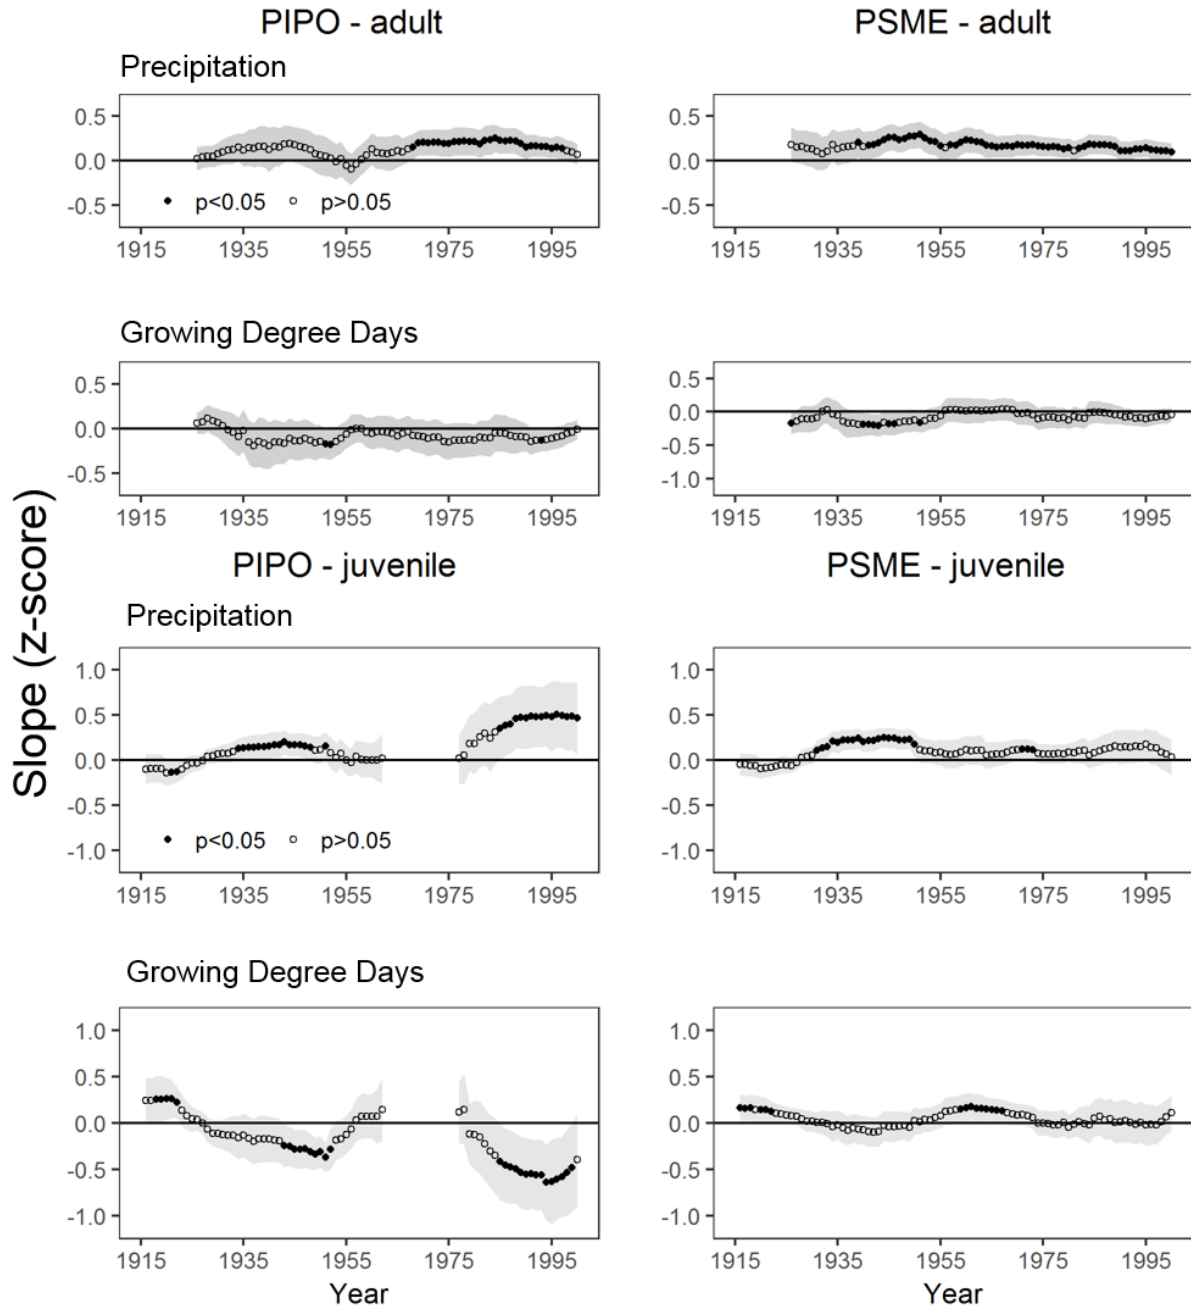 PIPO - adult
PSME - adult
Precipitation
0.5
0.0
-0.5
p<0.05
p>0.05
1915 1935 1955 1975 1995
0.5
0.0
-0.5
1915 1935 1955 1975 1995
Growing Degree Days
0.5
0.0
-0.5
1915 1935 1955 1975 1995
0.5
0.0
-0.5
-1.0
1915 1935 1955 1975 1995
Slope (z-score)
PIPO - juvenile
PSME - juvenile
Precipitation
1.0
0.5
0.0
-0.5
-1.0
p<0.05
p>0.05
1915 1935 1955 1975 1995
1.0
0.5
0.0
-0.5
-1.0
1915 1935 1955 1975 1995
Growing Degree Days
1.0
0.5
0.0
-0.5
-1.0
1915 1935 1955 1975 1995
Year
1.0
0.5
0.0
-0.5
-1.0
1915 1935 1955 1975 1995
Year